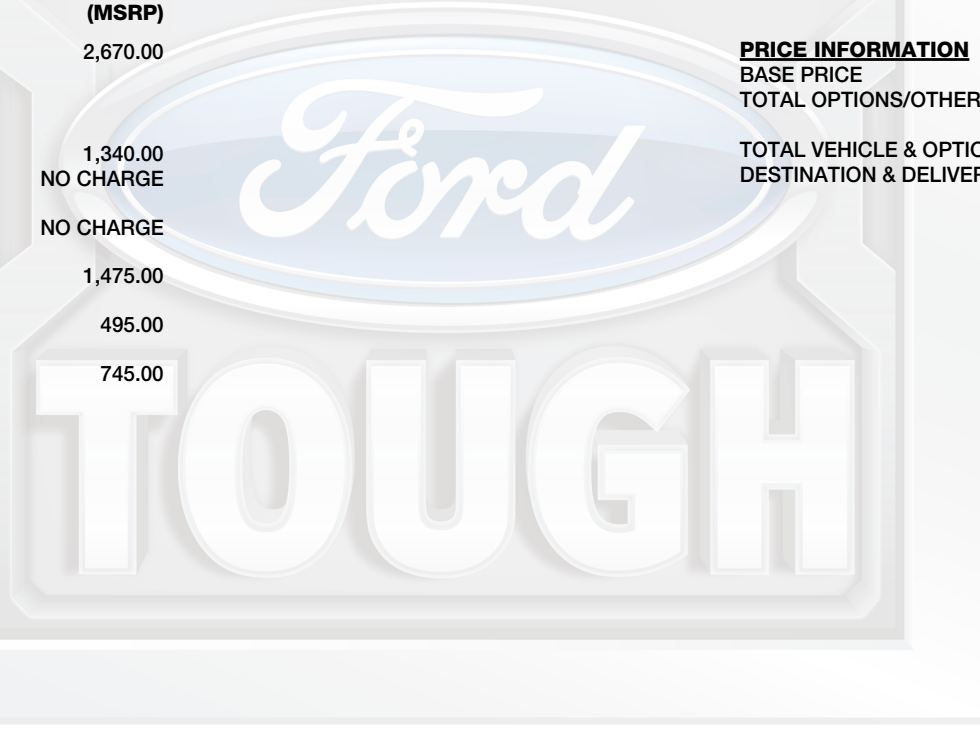 (MSRP)
2,670.00
1,340.00
NO CHARGE
NO CHARGE
1,475.00
495.00
745.00
PRICE INFORMATION
BASE PRICE
TOTAL OPTIONS/OTHER
TOTAL VEHICLE & OPTIO
DESTINATION & DELIVER
Ford
TOUGH